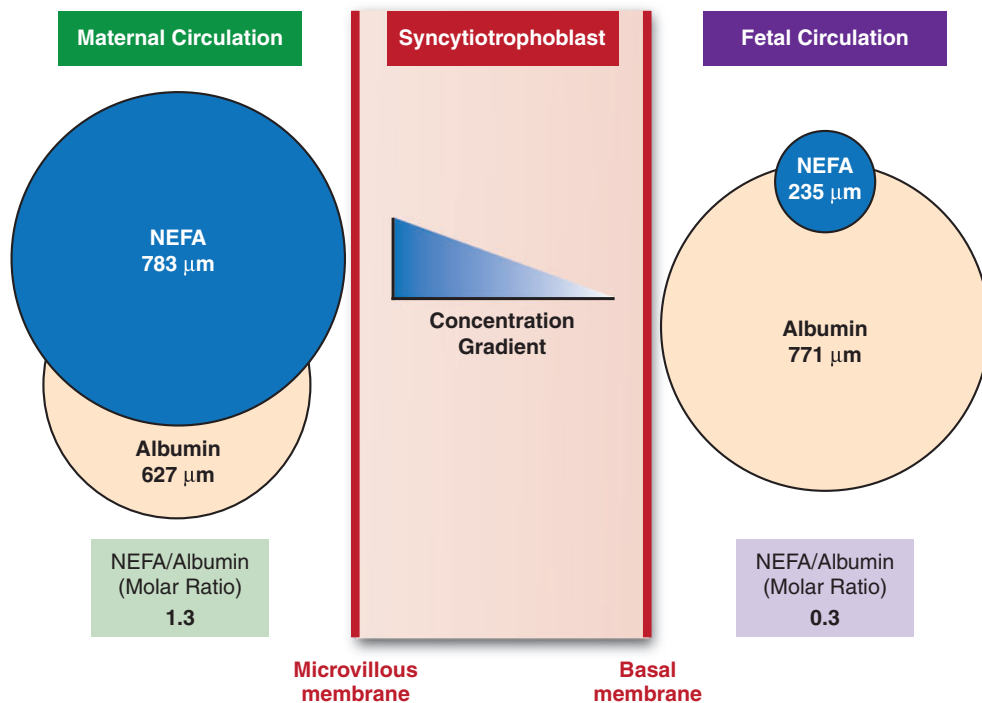 Maternal Circulation
Syncytiotrophoblast
Fetal Circulation
NEFA
783 μm
Albumin
627 μm
NEFA/Albumin
(Molar Ratio)
1.3
Concentration
Gradient
NEFA
235 μm
Albumin
771 μm
NEFA/Albumin
(Molar Ratio)
0.3
Microvillous
membrane
Basal
membrane